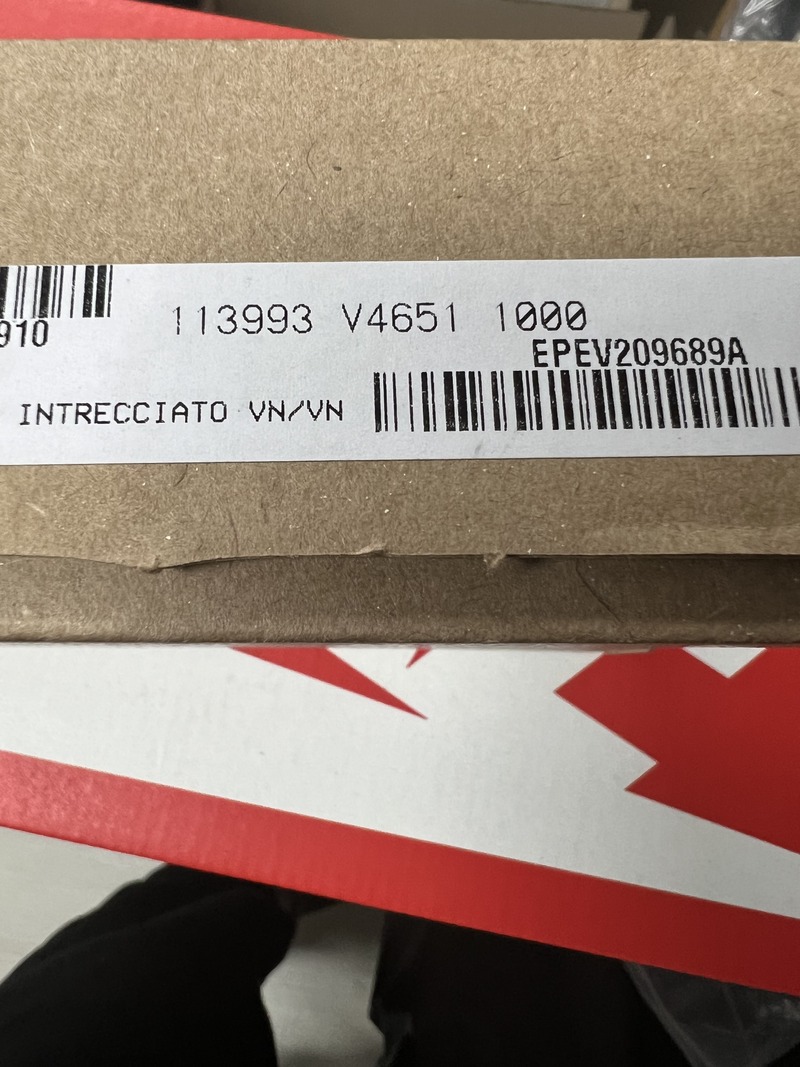 113993 V4651 1000
910
EPEV209689A
INTRECCIATO VN/VN